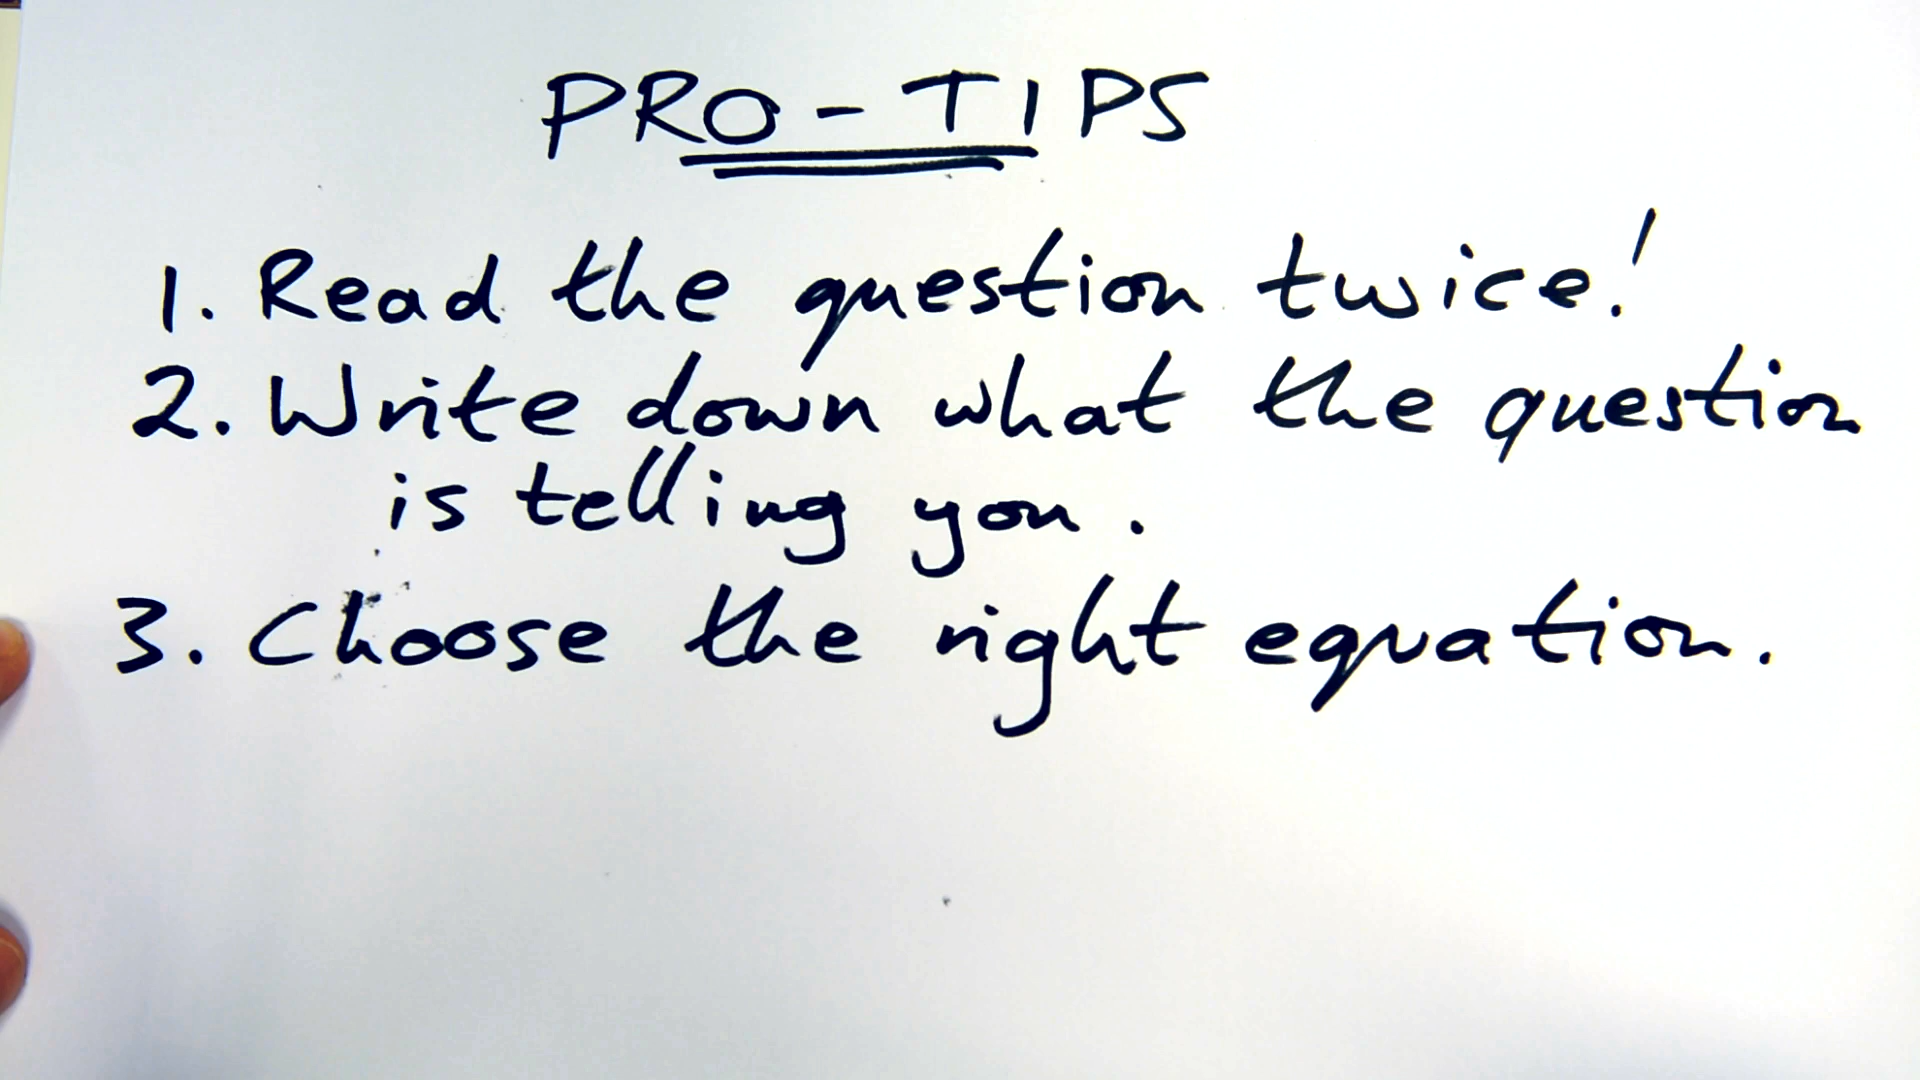 PRO-TIPS
1. Read the question twice!
2. Write down what the question
is telling you.
3. Choose the right equation.